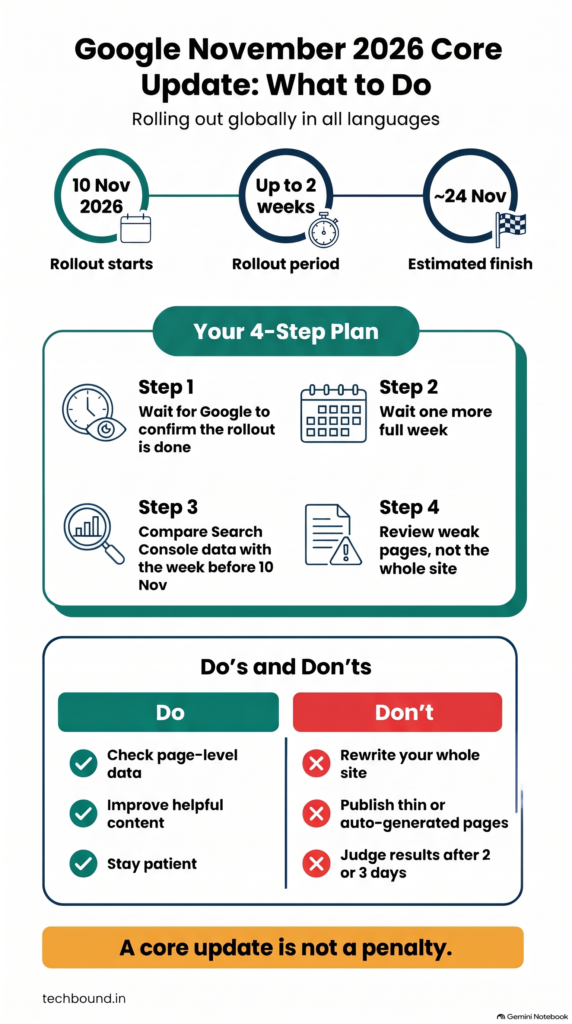 Google November 2026 Core
Update: What to Do
Rolling out globally in all languages
10 Nov
2026
Rollout starts
Up to 2
weeks
Rollout period
~24 Nov
Estimated finish
Your 4-Step Plan
Step 1
Wait for Google to
confirm the rollout
is done
Step 2
Wait one more
full week
Step 3
Compare Search
Console data with
the week before 10
Nov
Step 4
Review weak
pages, not the
whole site
Do's and Don'ts
Do
Check page-level
data
Improve helpful
content
Stay patient
Don't
Rewrite your whole
site
Publish thin or
auto-generated pages
Judge results after 2
or 3 days
A core update is not a penalty.
techbound.in
Gemini Notebook